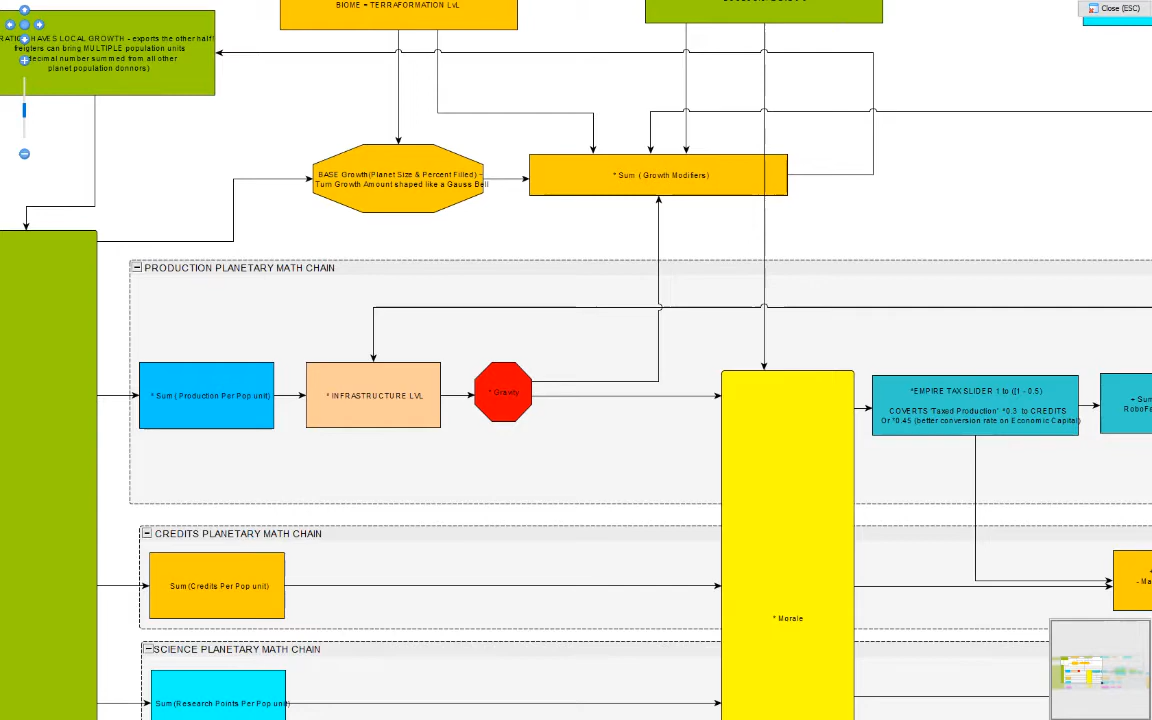 BIOME = TERRAFORMATION LvL
Close (ESC)
HAVES LOCAL GROWTH - exports the other half!
freigters can bring MULTIPLE population units
decimal number summed from all other
planet population donnors)
BASE Growth(Planet Size & Percent Filled) ~
Turn Growth Amount shaped like a Gauss Bell
* Sum ( Growth Modifiers)
PRODUCTION PLANETARY MATH CHAIN
* Sum ( Production Per Pop unit)
* INFRASTRUCTURE LVL
* Gravity
*EMPIRE TAX SLIDER 1 to ([1 - 0.5)
COVERTS 'Taxed Production' *0.3 to CREDITS
Or *0.45 (better conversion rate on Economic Capital)
+ Sum
RoboFa
CREDITS PLANETARY MATH CHAIN
Sum(Credits Per Pop unit)
- Ma
* Morale
SCIENCE PLANETARY MATH CHAIN
Sum(Research Points Per Pop unit)